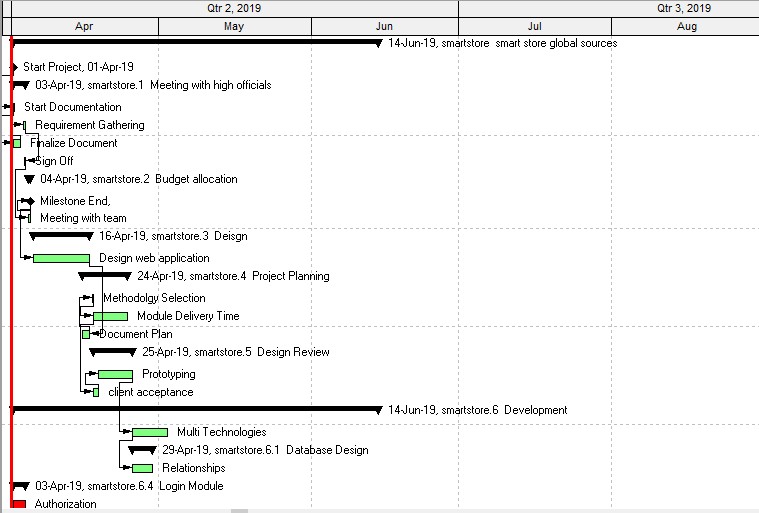 Qtr 2, 2019 Qtr 3, 2019
Apr May Jun Jul Aug
14-Jun-19, smartstore smart store global sources
Start Project, 01-Apr-19
03-Apr-19, smartstore.1 Meeting with high officials
Start Documentation
Requirement Gathering
Finalize Document
Sign Off
04-Apr-19, smartstore.2 Budget allocation
Milestone End,
Meeting with team
16-Apr-19, smartstore.3 Deisgn
Design web application
24-Apr-19, smartstore.4 Project Planning
Methodolgy Selection
Module Delivery Time
Document Plan
25-Apr-19, smartstore.5 Design Review
Prototyping
client acceptance
14-Jun-19, smartstore.6 Development
Multi Technologies
29-Apr-19, smartstore.6.1 Database Design
Relationships
03-Apr-19, smartstore.6.4 Login Module
Authorization